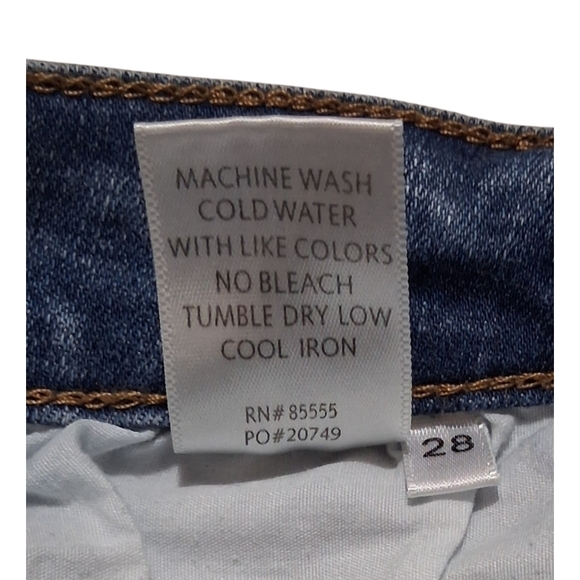 MACHINE WASH
COLD WATER
WITH LIKE COLORS
NO BLEACH
TUMBLE DRY LOW
COOL IRON
RN# 85555
PO#20749
28